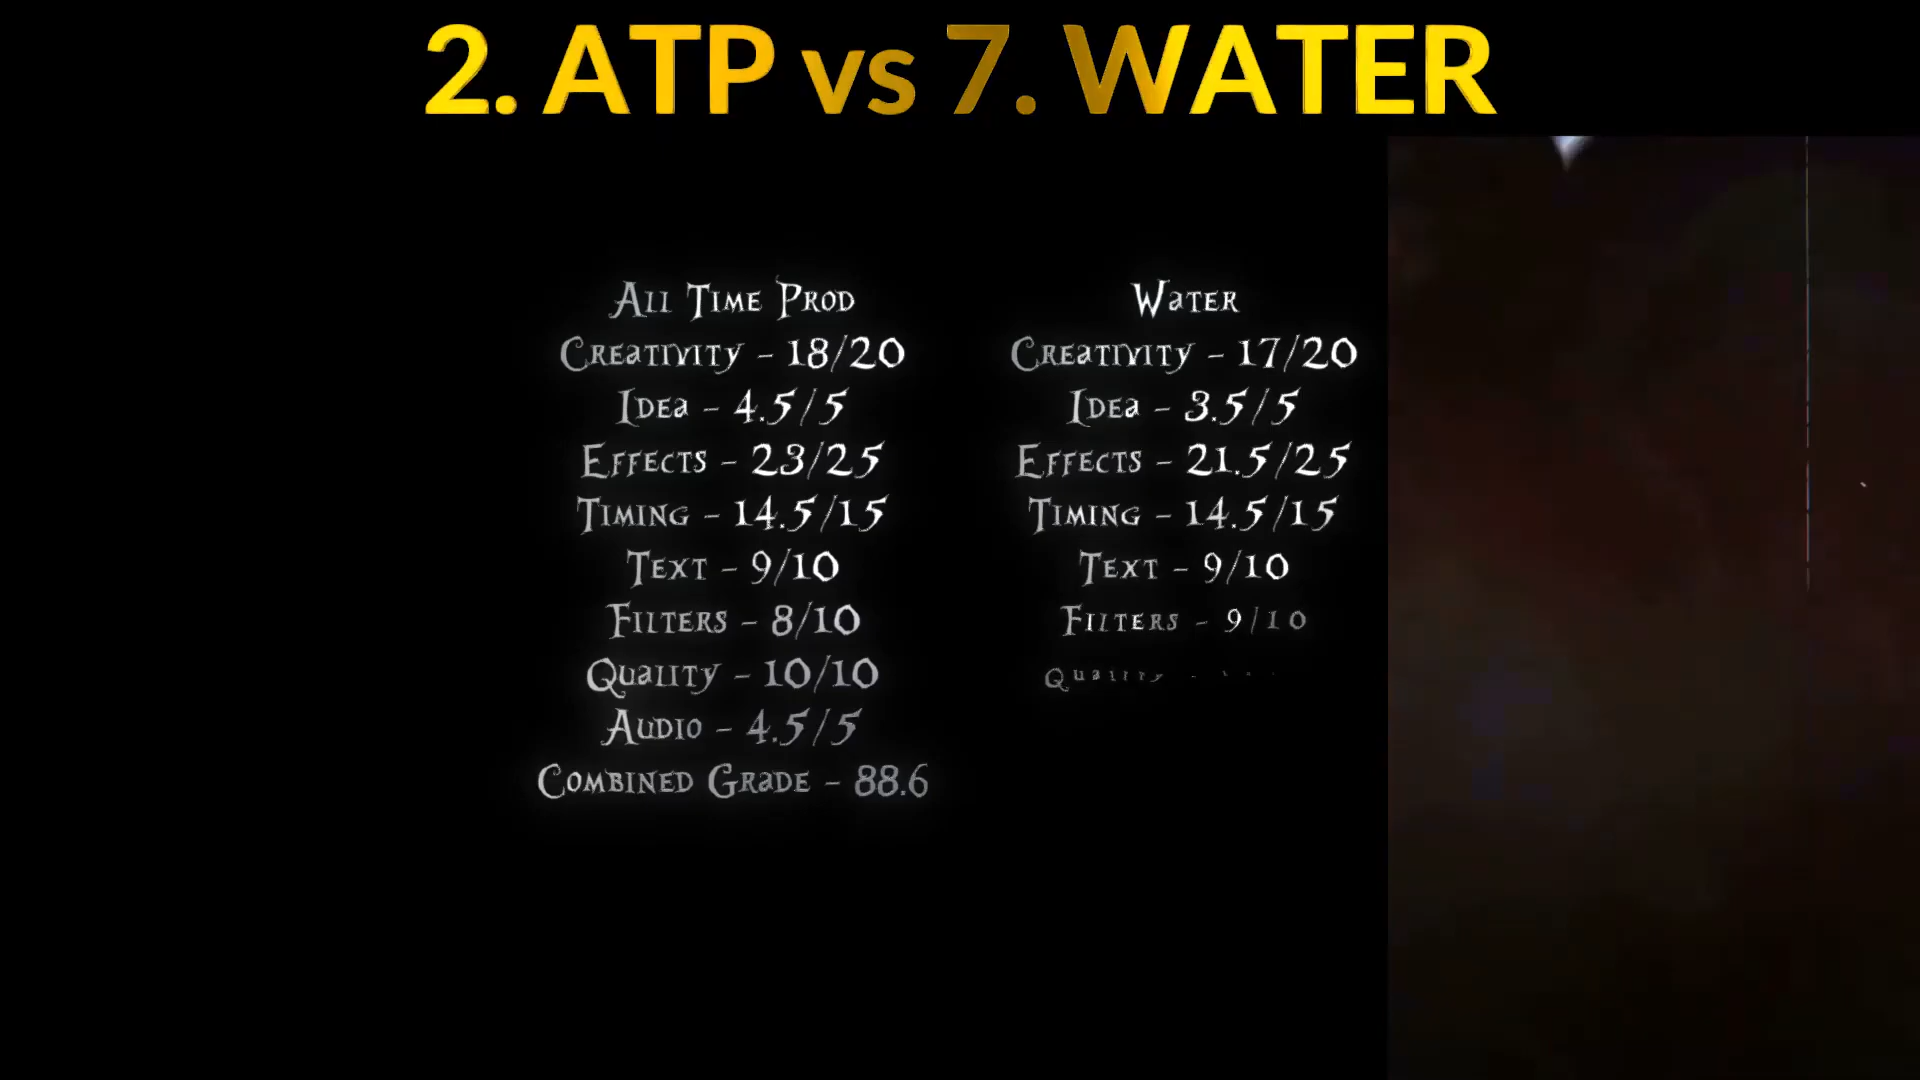 2. ATP vs 7. WATER
All Time Prod
Creativity - 18/20
Idea - 4.5/5
Effects - 23/25
Timing - 14.5/15
Text - 9/10
Filters - 8/10
Quality - 10/10
Audio - 4.5/5
Combined Grade - 88.6
Water
Creativity - 17/20
Idea - 3.5/5
Effects - 21.5/25
Timing - 14.5/15
Text - 9/10
Filters - 9/10
Quality